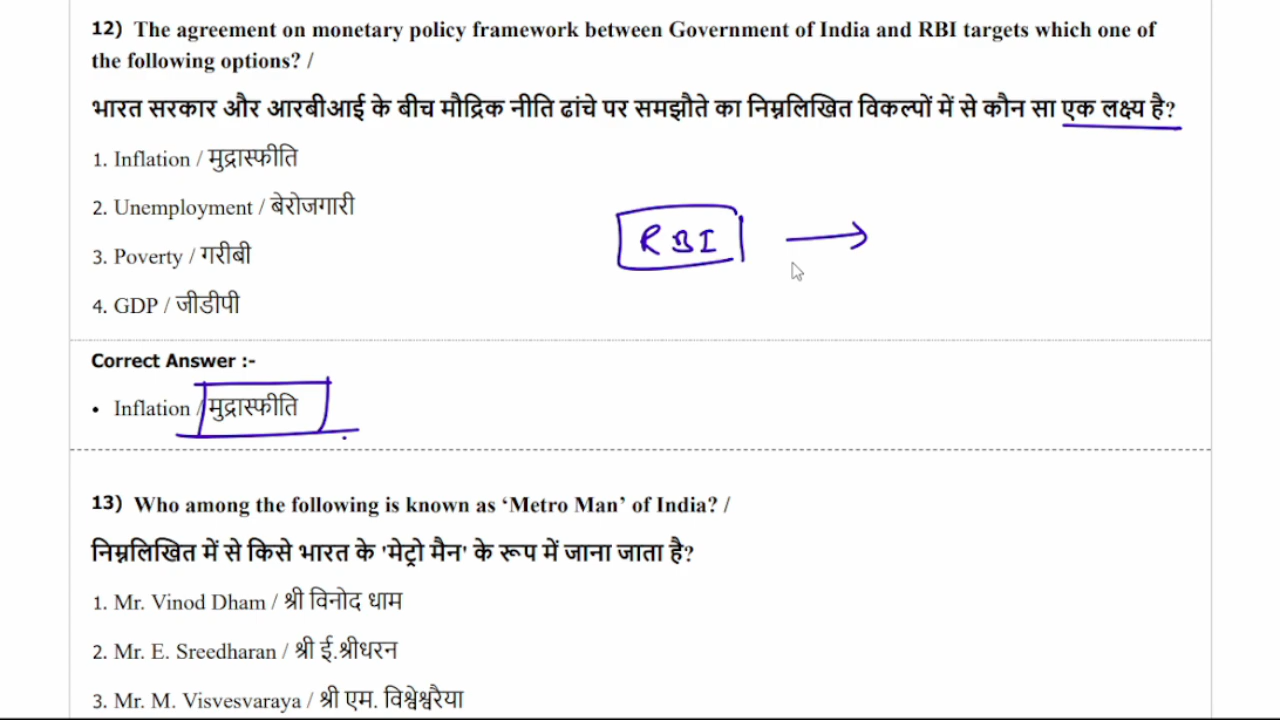 12) The agreement on monetary policy framework between Government of India and RBI targets which one of
the following options? /
भारत सरकार और आरबीआई के बीच मौद्रिक नीति ढांचे पर समझौते का निम्नलिखित विकल्पों में से कौन सा एक लक्ष्य है?
1. Inflation / मुद्रास्फीति
2. Unemployment / बेरोजगारी
RBI
3. Poverty / गरीबी
4. GDP / जीडीपी
Correct Answer :-
• Inflation / मुद्रास्फीति
13) Who among the following is known as ‘Metro Man’ of India? /
निम्नलिखित में से किसे भारत के 'मेट्रो मैन' के रूप में जाना जाता है?
1. Mr. Vinod Dham / श्री विनोद धाम
2. Mr. E. Sreedharan / श्री ई.श्रीधरन
3. Mr. M. Visvesvaraya / श्री एम. विश्वेश्वरैया